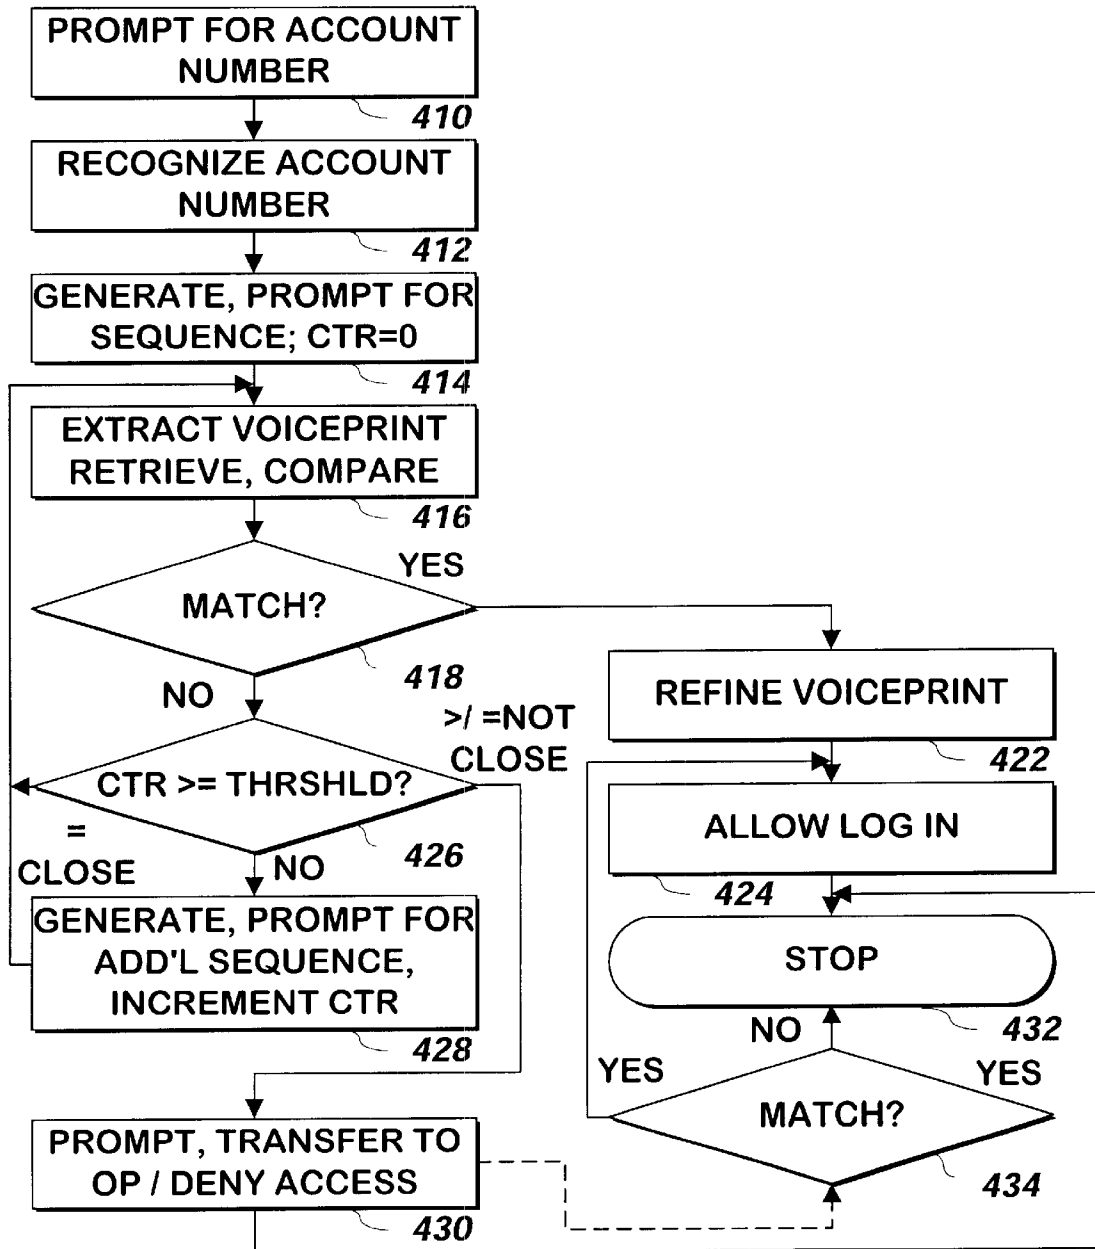 PROMPT FOR ACCOUNT
NUMBER
410
RECOGNIZE ACCOUNT
NUMBER
412
GENERATE, PROMPT FOR
SEQUENCE; CTR=0
414
EXTRACT VOICEPRINT
RETRIEVE, COMPARE
416
YES
MATCH?
418
NO
REFINE VOICEPRINT
422
>/ =NOT
CLOSE
CTR >= THRSHLD?
426
=
CLOSE
NO
ALLOW LOG IN
424
GENERATE, PROMPT FOR
ADD'L SEQUENCE,
INCREMENT CTR
428
STOP
432
NO
YES
YES
MATCH?
434
PROMPT, TRANSFER TO
OP / DENY ACCESS
430